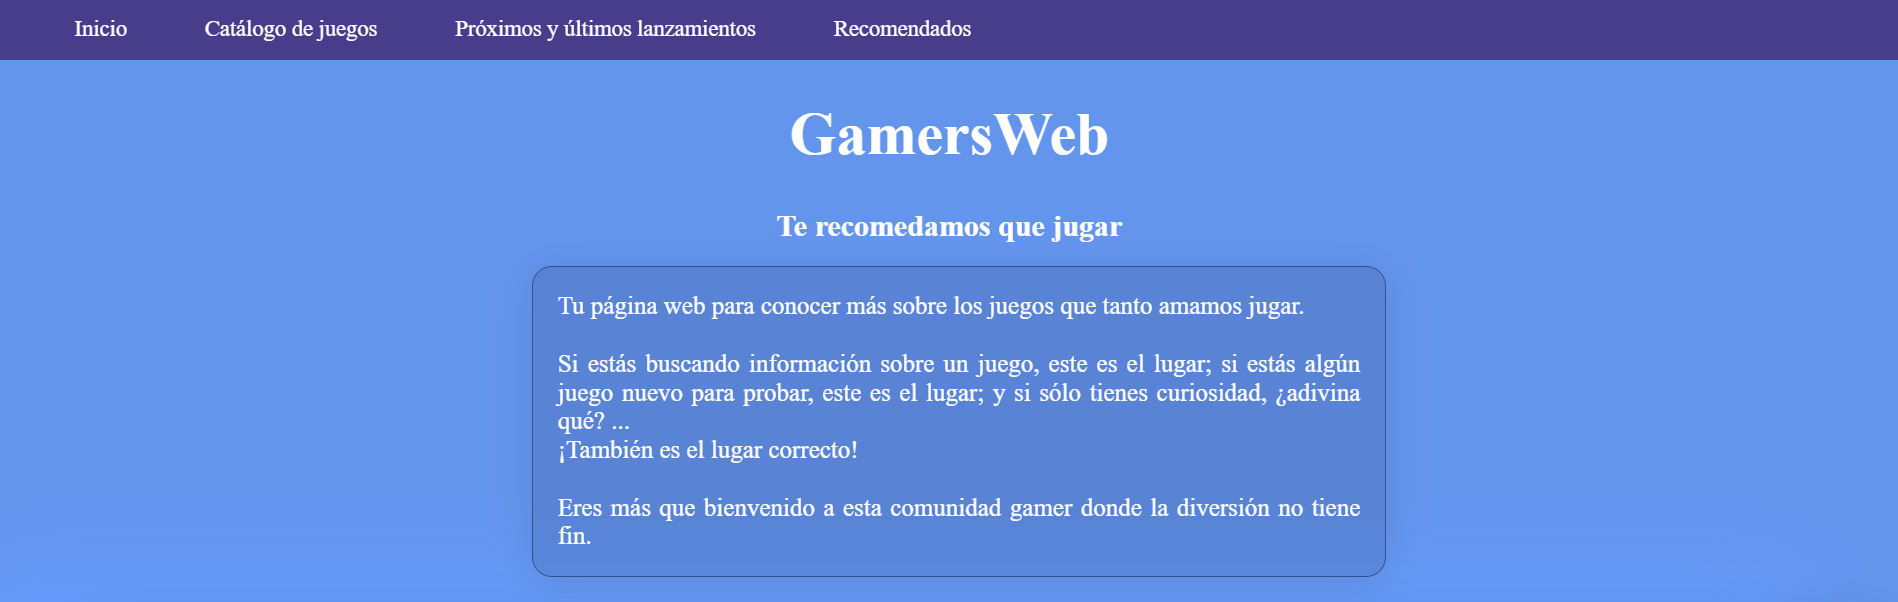 Inicio Catálogo de juegos Próximos y últimos lanzamientos Recomendados
GamersWeb
Te recomedamos que jugar
Tu página web para conocer más sobre los juegos que tanto amamos jugar.
Si estás buscando información sobre un juego, este es el lugar; si estás algún
juego nuevo para probar, este es el lugar; y si sólo tienes curiosidad, ¿adivina
qué? ...
¡También es el lugar correcto!
Eres más que bienvenido a esta comunidad gamer donde la diversión no tiene
fin.